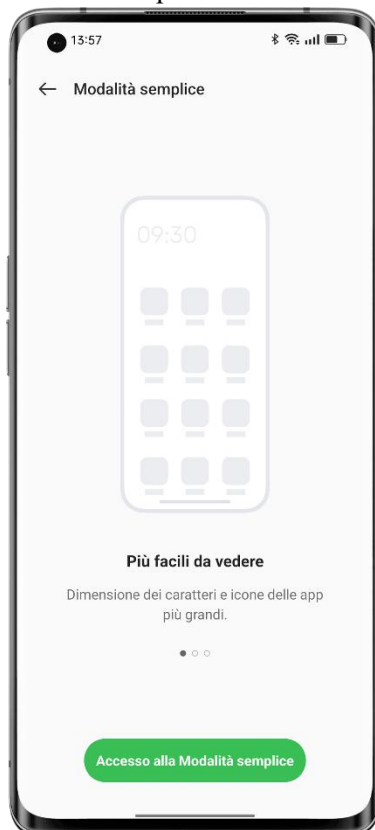 13:57
Modalità semplice
09:30
Più facili da vedere
Dimensione dei caratteri e icone delle app
più grandi.
Accesso alla Modalità semplice